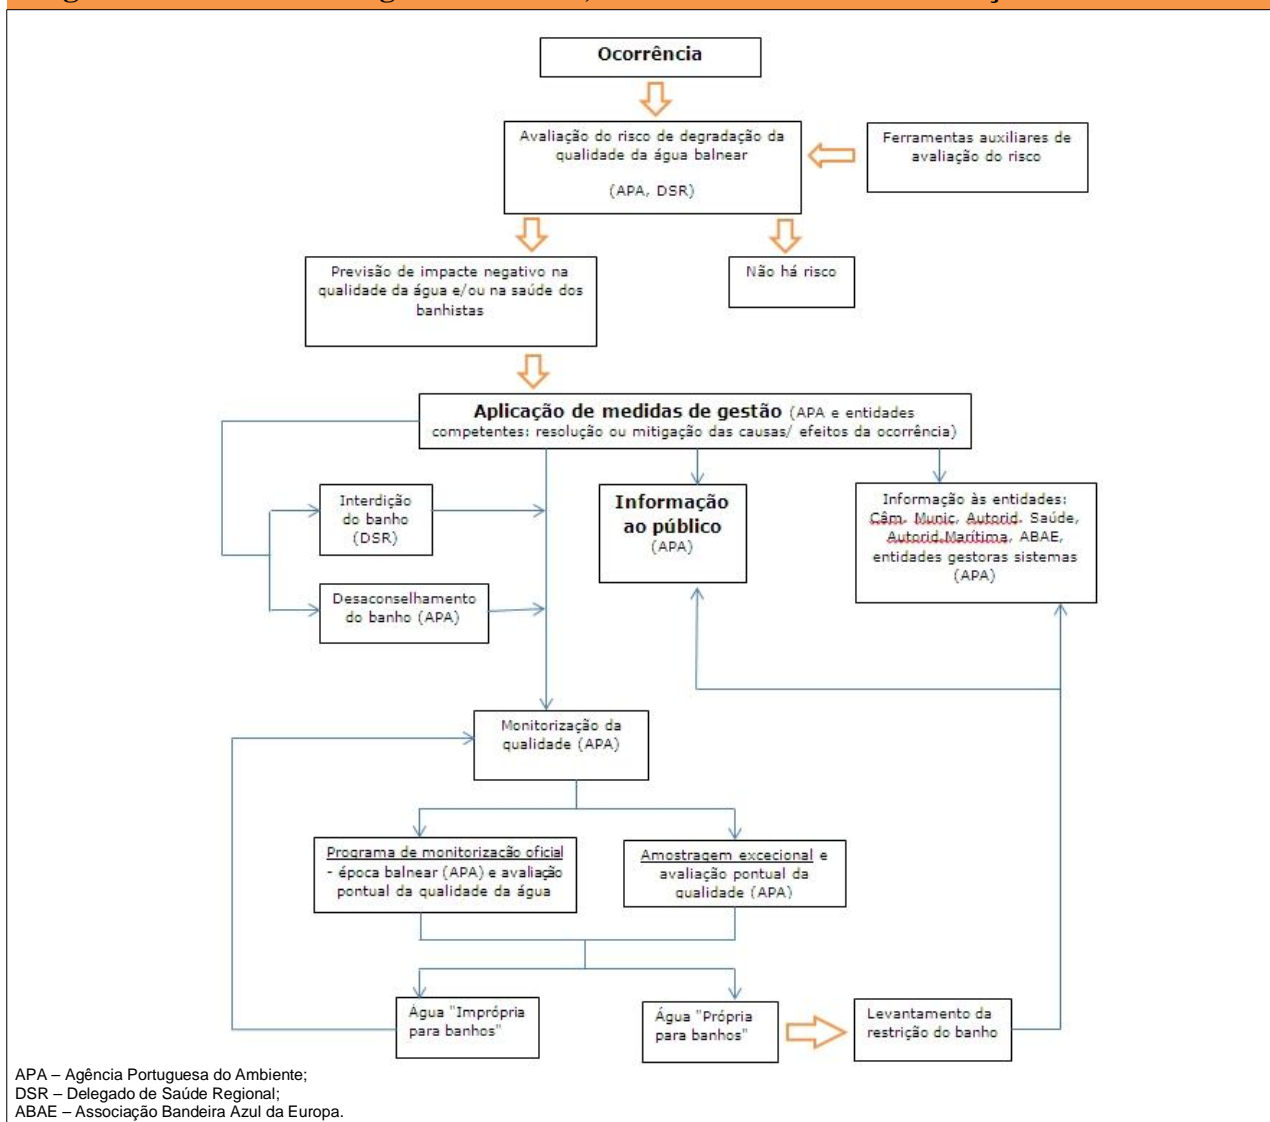 Ocorrência
Avaliação do risco de degradação da
qualidade da água balnear
(APA, DSR)
Ferramentas auxiliares de
avaliação do risco
Previsão de impacte negativo na
qualidade da água e/ou na saúde dos
banhistas
Não há risco
Aplicação de medidas de gestão (APA e entidades
competentes: resolução ou mitigação das causas/ efeitos da ocorrência)
Interdição
do banho
(DSR)
Informação
ao público
(APA)
Informação às entidades:
Câm. Munic, Autorid. Saúde,
Autorid.Marítima, ABAE,
entidades gestoras sistemas
(APA)
Desaconselhamento
do banho (APA)
Monitorização da
qualidade (APA)
Programa de monitorização oficial
- época balnear (APA) e avaliação
pontual da qualidade da água
Amostragem excecional e
avaliação pontual da
qualidade (APA)
Água "Imprópria
para banhos"
Água "Própria
para banhos"
Levantamento da
restrição do banho
APA – Agência Portuguesa do Ambiente;
DSR – Delegado de Saúde Regional;
ABAE – Associação Bandeira Azul da Europa.